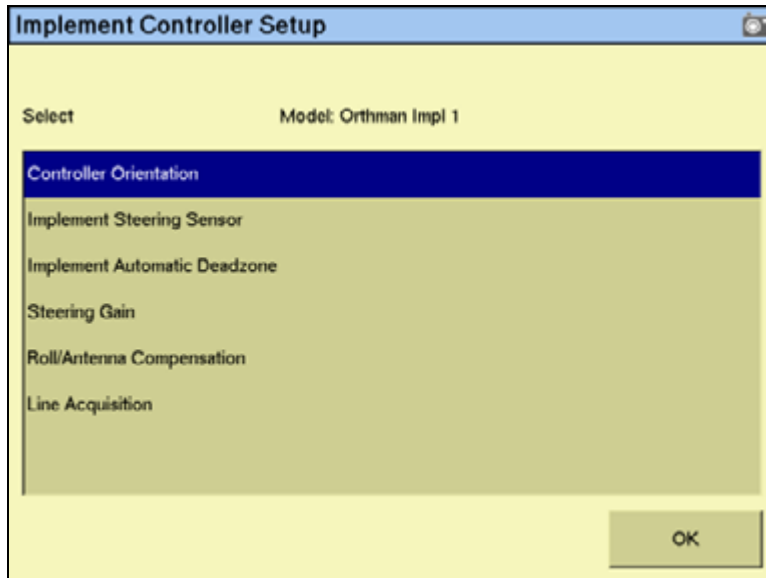 Implement Controller Setup
Select Model: Orthman Impl 1
Controller Orientation
Implement Steering Sensor
Implement Automatic Deadzone
Steering Gain
Roll/Antenna Compensation
Line Acquisition
OK